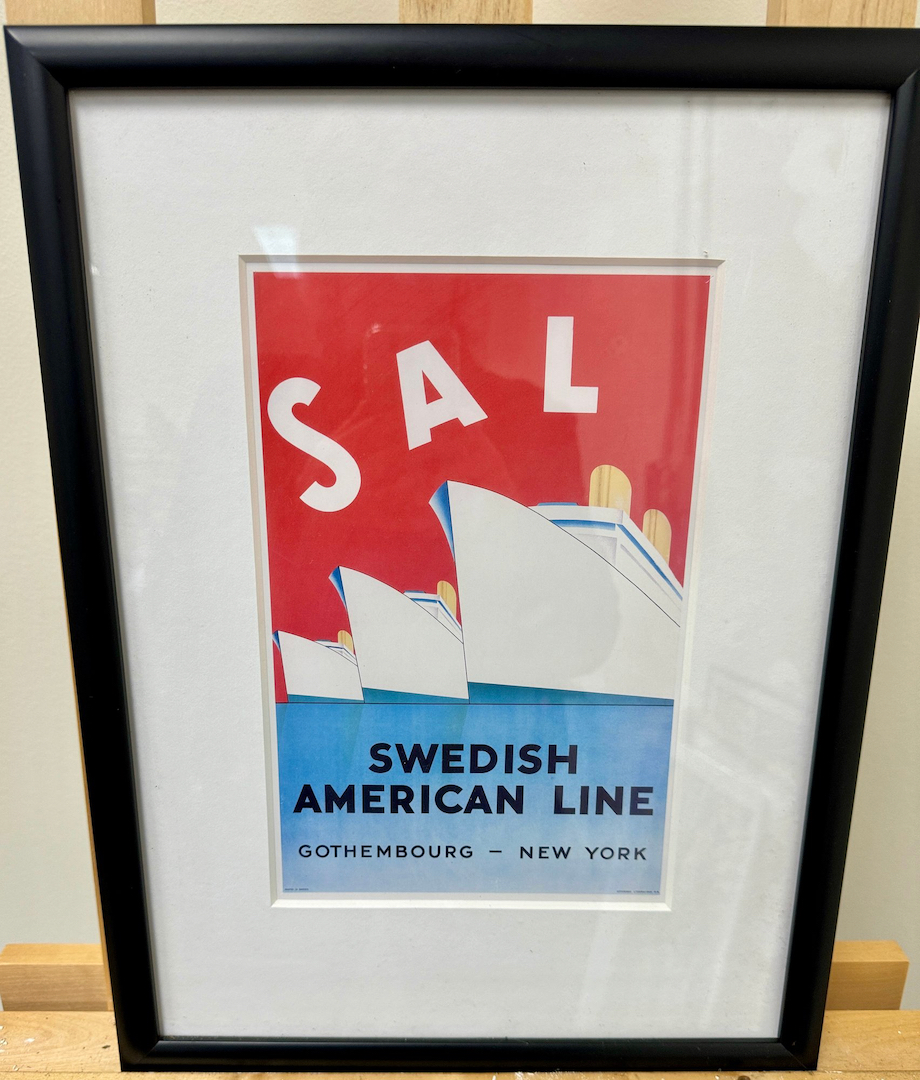 SAL
SWEDISH
AMERICAN LINE
GOTHEMBOURG – NEW YORK